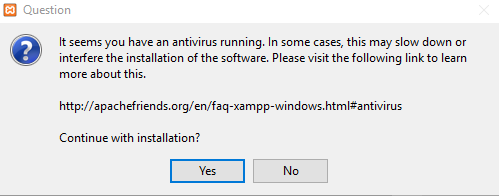 Question
It seems you have an antivirus running. In some cases, this may slow down or
interfere the installation of the software. Please visit the following link to learn
more about this.
http://apachefriends.org/en/faq-xampp-windows.html#antivirus
Continue with installation?
Yes No